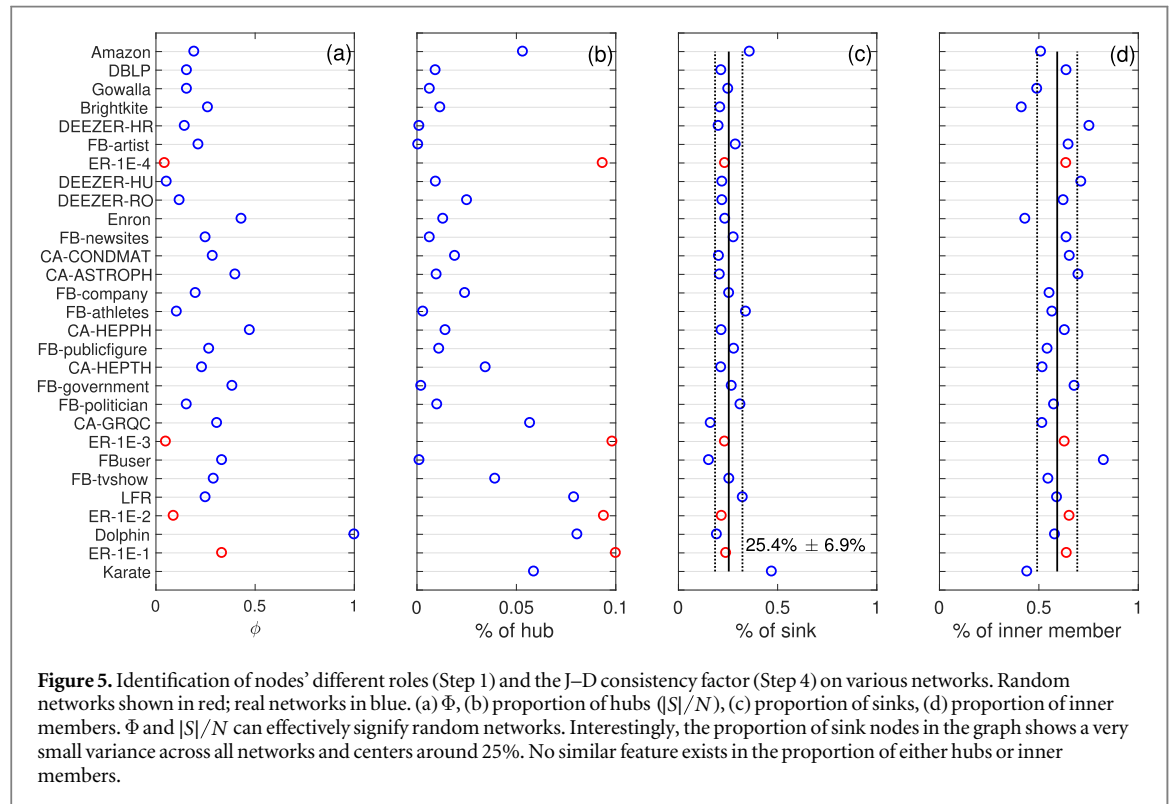 (a)
(b)
(c)
(d)
Amazon
DBLP
Gowalla
Brightkite
DEEZER-HR
FB-artist
ER-1E-4
DEEZER-HU
DEEZER-RO
Enron
FB-newsites
CA-CONDMAT
CA-ASTROPH
FB-company
FB-athletes
CA-HEPPH
FB-publicfigure
CA-HEPTH
FB-government
FB-politician
CA-GRQC
ER-1E-3
FBuser
FB-tvshow
LFR
ER-1E-2
Dolphin
ER-1E-1
Karate
25.4% ± 6.9%
0 0.5 1
0 0.05 0.1
0 0.5 1
0 0.5 1
ϕ
% of hub
% of sink
% of inner member
Figure 5. Identification of nodes' different roles (Step 1) and the J–D consistency factor (Step 4) on various networks. Random
networks shown in red; real networks in blue. (a) Φ, (b) proportion of hubs (|S|/N), (c) proportion of sinks, (d) proportion of inner
members. Φ and |S|/N can effectively signify random networks. Interestingly, the proportion of sink nodes in the graph shows a very
small variance across all networks and centers around 25%. No similar feature exists in the proportion of either hubs or inner
members.